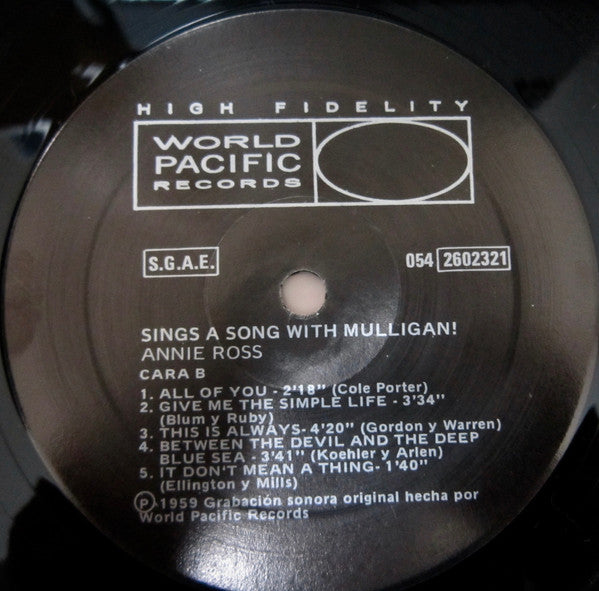 HIGH FIDELITY
WORLD
PACIFIC
RECORDS
S.G.A.E.
054 2602321
SINGS A SONG WITH MULLIGAN!
ANNIE ROSS
CARA B
1. ALL OF YOU - 2'18" (Cole Porter)
2. GIVE ME THE SIMPLE LIFE - 3'34"
(Blum y Ruby)
3. THIS IS ALWAYS- 4'20" (Gordon y Warren)
4. BETWEEN THE DEVIL AND THE DEEP
BLUE SEA - 3'41" (Koehler y Arlen)
5. IT DON'T MEAN A THING- 1'40"
(Ellington y Mills)
Ⓟ 1959 Grabación sonora original hecha por
World Pacific Records